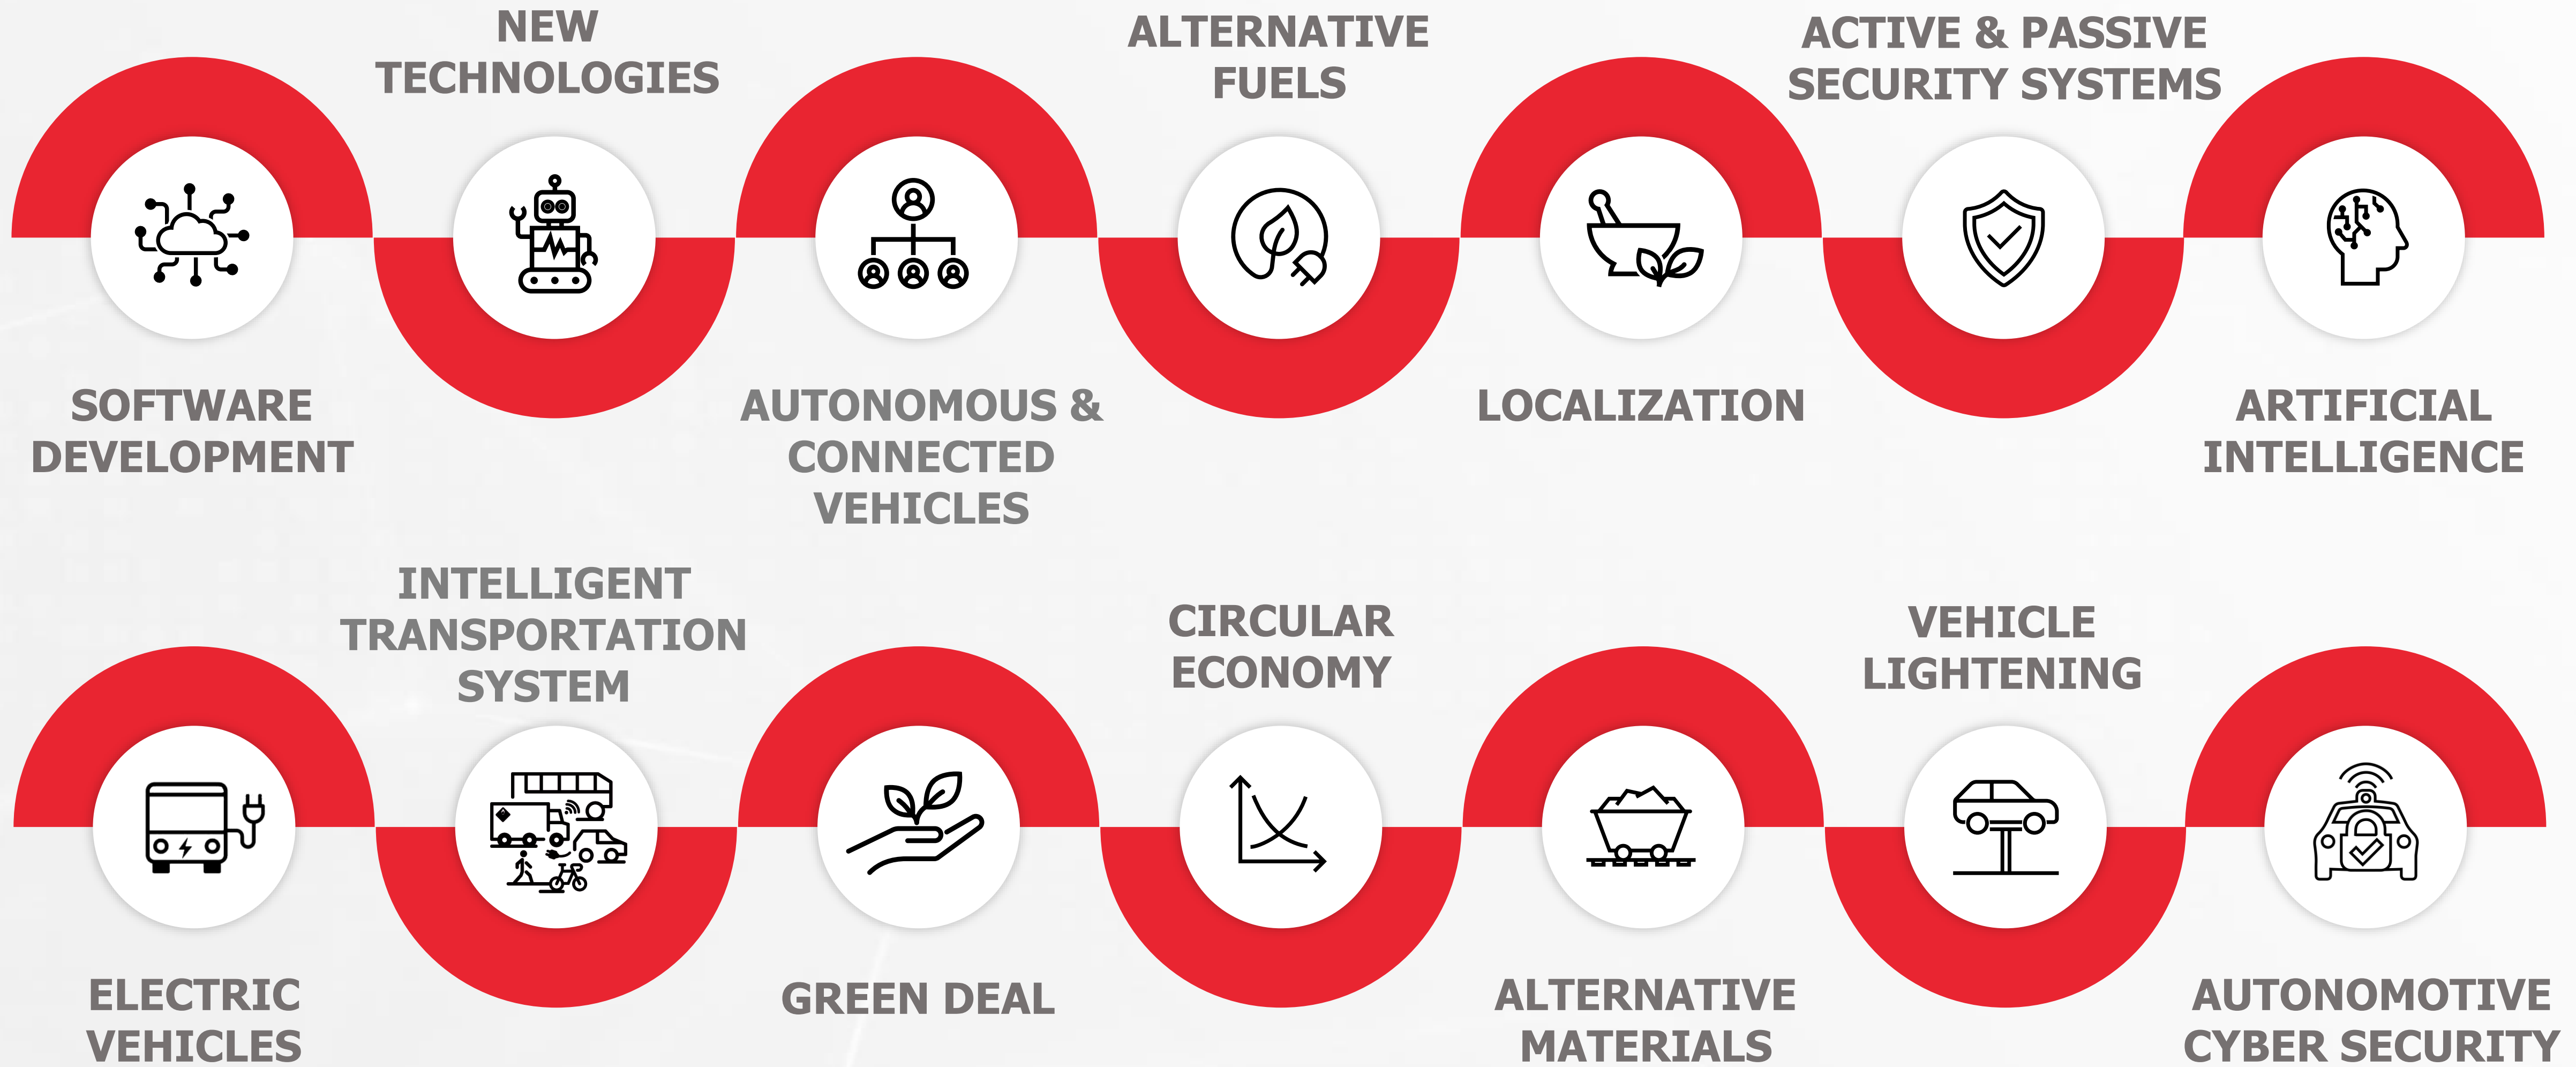 NEW
TECHNOLOGIES
ALTERNATIVE
FUELS
ACTIVE & PASSIVE
SECURITY SYSTEMS
SOFTWARE
DEVELOPMENT
AUTONOMOUS &
CONNECTED
VEHICLES
LOCALIZATION
ARTIFICIAL
INTELLIGENCE
INTELLIGENT
TRANSPORTATION
SYSTEM
CIRCULAR
ECONOMY
VEHICLE
LIGHTENING
ELECTRIC
VEHICLES
GREEN DEAL
ALTERNATIVE
MATERIALS
AUTONOMOTIVE
CYBER SECURITY